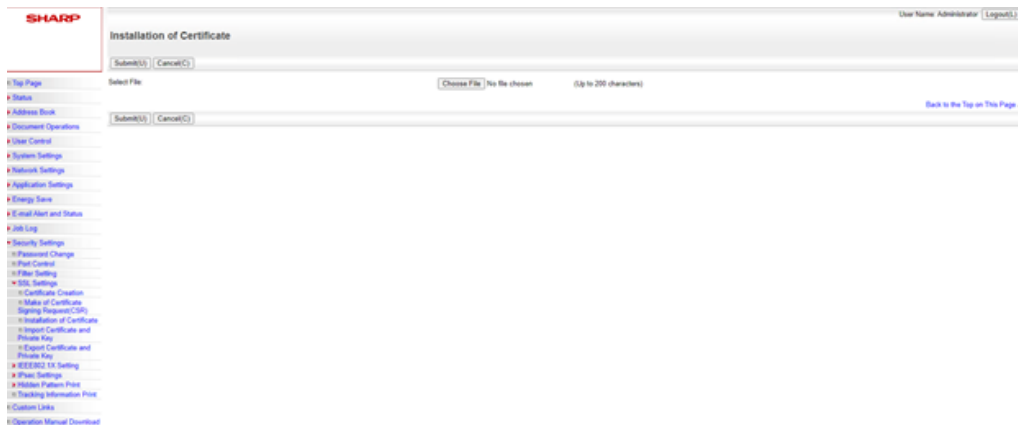 SHARP
User Name: Administrator Logout(L)
Installation of Certificate
Submit(U) Cancel(C)
Select File: Choose File No file chosen (Up to 200 characters)
Back to the Top on This Page
Submit(U) Cancel(C)
Top Page
Status
Address Book
Document Operations
User Control
System Settings
Network Settings
Application Settings
Energy Save
E-mail Alert and Status
Job Log
Security Settings
Password Change
Port Control
Filter Setting
SSL Settings
Certificate Creation
Make of Certificate
Signing Request(CSR)
Installation of Certificate
Import Certificate and
Private Key
Export Certificate and
Private Key
IEEE802.1X Setting
IPsec Settings
Hidden Pattern Print
Tracking Information Print
Custom Links
Operation Manual Download